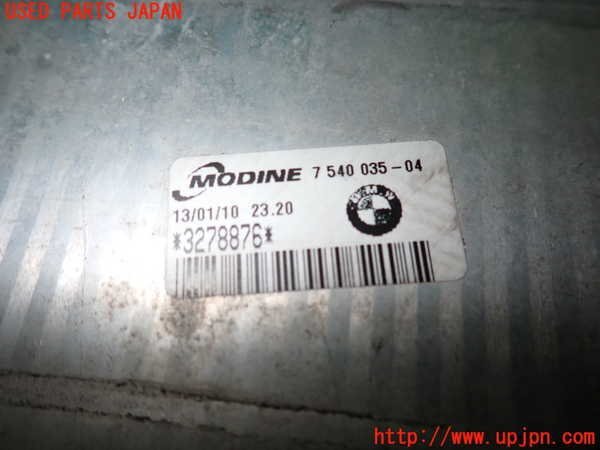 USED PARTS JAPAN
MODINE 7 540 035-04
13/01/10 23.20
BMW
*3278876*
http://www.upjpn.com/